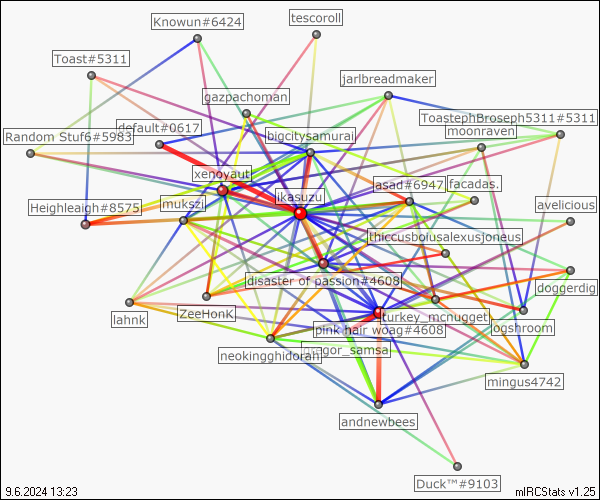 Knowun#6424
tescoroll
Toast#5311
jarlbreadmaker
gazpachoman
ToastephBroseph5311#5311
default#0617
moonraven
Random Stuf6#5983
bigcitysamurai
xenoyaut
asad#6947
facadas.
ikasuzu
Heighleaigh#8575
mukszi
avelicious
thiccusbolusalexusjoneus
disaster of passion#4608
doggerdig
lahnk
ZeeHonK
turkey_mcnugget
logshroom
pink hair woag#4608
gregor_samsa
neokingghidorah
mingus4742
andnewbees
Duck™#9103
9.6.2024 13:23
mIRCStats v1.25